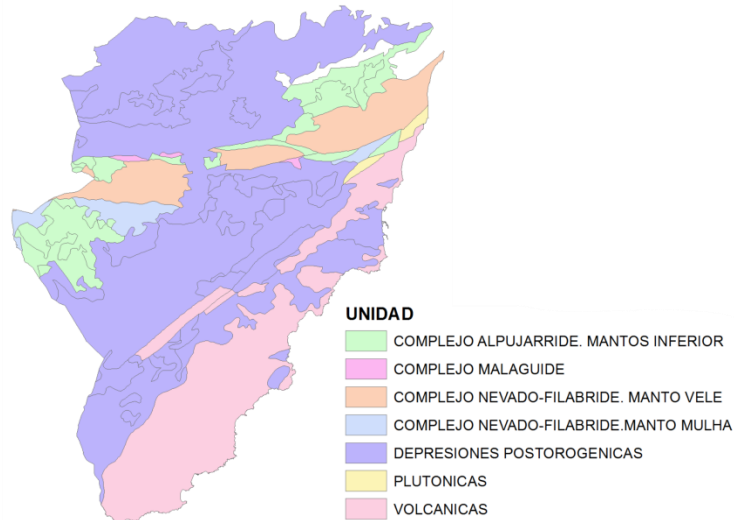 UNIDAD
COMPLEJO ALPUJARRIDE. MANTOS INFERIOR
COMPLEJO MALAGUIDE
COMPLEJO NEVADO-FILABRIDE. MANTO VELE
COMPLEJO NEVADO-FILABRIDE.MANTO MULHA
DEPRESIONES POSTOROGENICAS
PLUTONICAS
VOLCANICAS